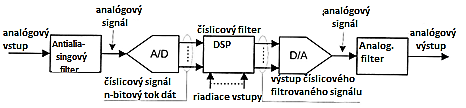 analógový
signál
analógový
vstup
Antialia-
singový
filter
A/D
číslicový filter
DSP
D/A
analógový
signál
Analog.
filter
analógový
výstup
číslicový signál
n-bitový tok dát
riadiace vstupy
výstup číslicového
filtrovaného signálu